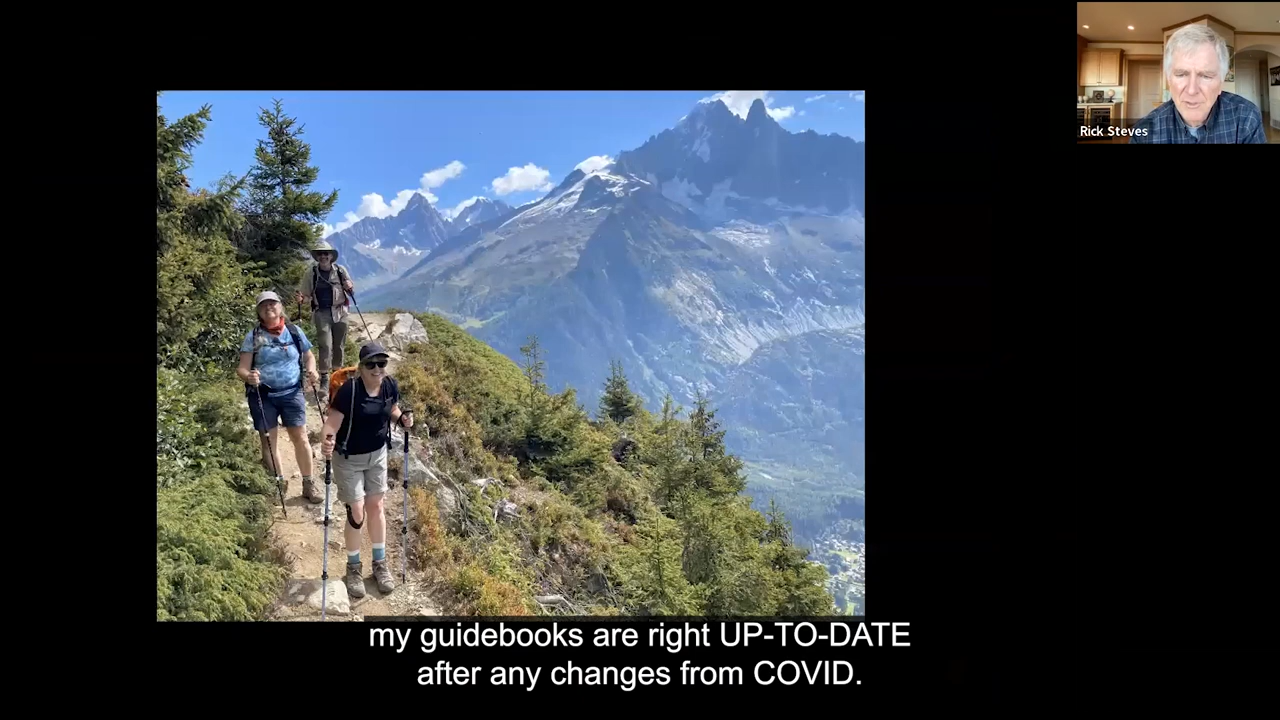 Rick Steves
my guidebooks are right UP-TO-DATE
after any changes from COVID.